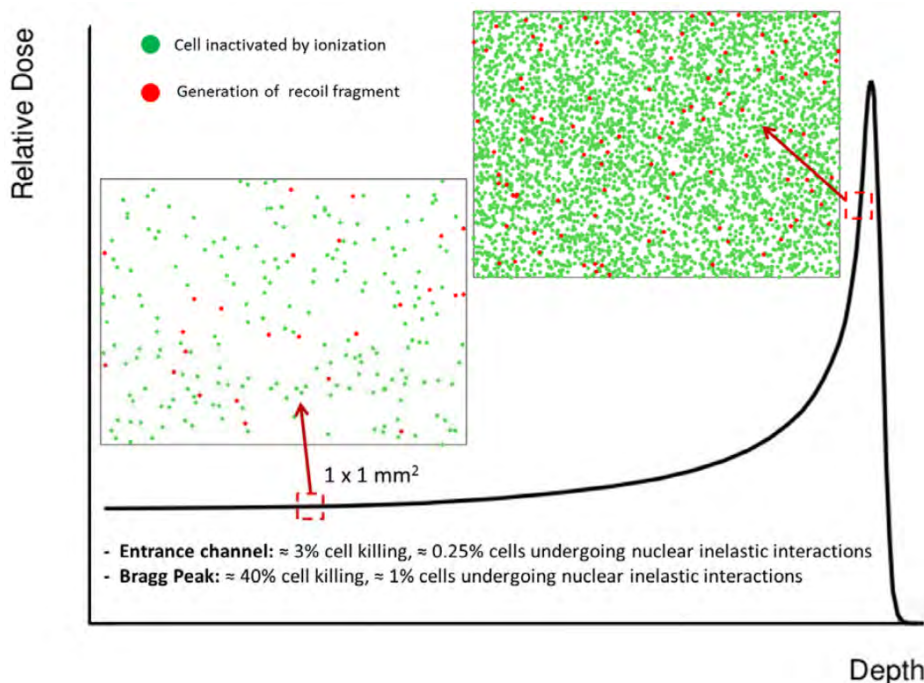 Relative Dose
Cell inactivated by ionization
Generation of recoil fragment
1 x 1 mm²
- Entrance channel: ≈ 3% cell killing, ≈ 0.25% cells undergoing nuclear inelastic interactions
- Bragg Peak: ≈ 40% cell killing, ≈ 1% cells undergoing nuclear inelastic interactions
Depth